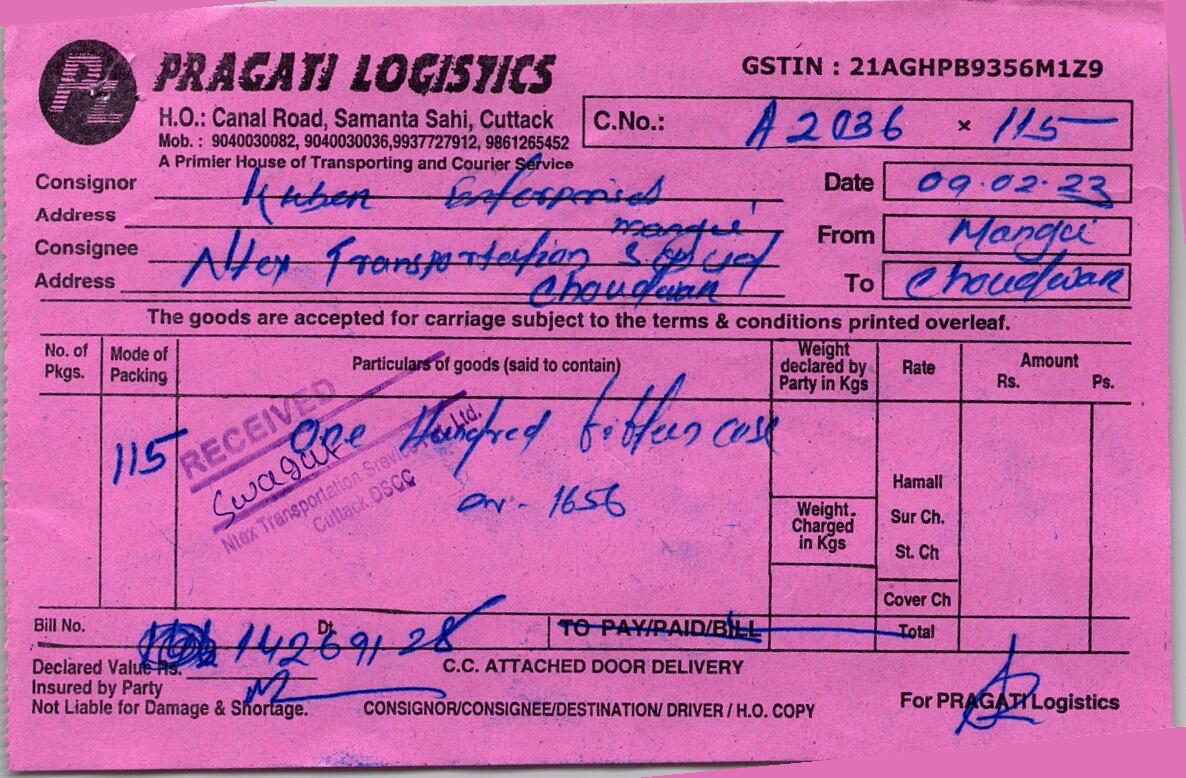 PL PRAGATI LOGISTICS
GSTIN : 21AGHPB9356M1Z9
H.O.: Canal Road, Samanta Sahi, Cuttack
Mob. : 9040030082, 9040030036,9937727912, 9861265452
A Primier House of Transporting and Courier Service
C.No.: A 2036 x 115
Consignor Enterprises
Date 09.02.23
Address
From
Consignee Ntex Transportation
Address Choudwar
To Choudwar
The goods are accepted for carriage subject to the terms & conditions printed overleaf.
No. of Pkgs. Mode of Packing Particulars of goods (said to contain) Weight declared by Party in Kgs Rate Amount Rs. Ps.
RECEIVED
115 One Hundred fifteen case
Ntex Transportation Ltd.
Cuttack DSCC
1656
Hamall
Weight. Charged in Kgs
Sur Ch.
St. Ch
Cover Ch
Bill No. Dt. TO PAY/PAID/BILL Total
Declared Value Rs. C.C. ATTACHED DOOR DELIVERY
Insured by Party
Not Liable for Damage & Shortage. CONSIGNOR/CONSIGNEE/DESTINATION/ DRIVER / H.O. COPY
For PRAGATI Logistics